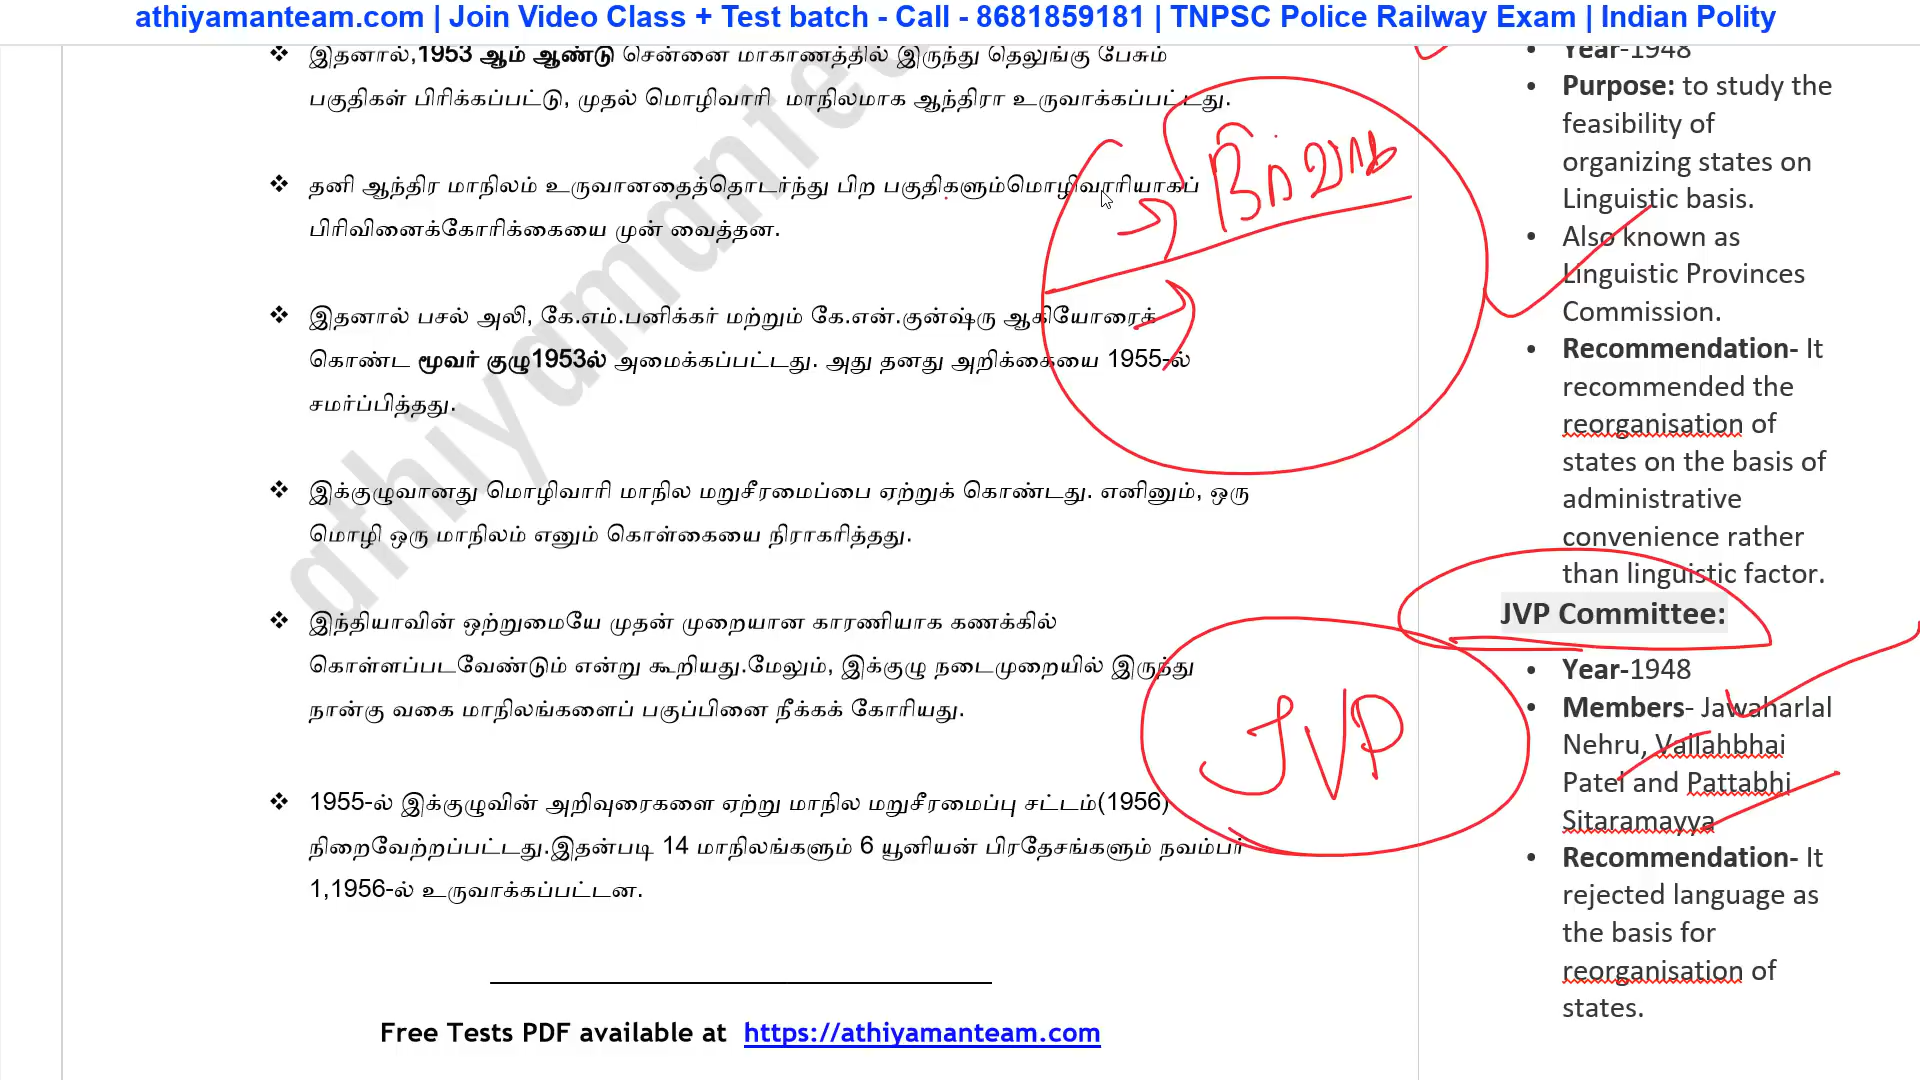 athiyamanteam.com | Join Video Class + Test batch - Call - 8681859181 | TNPSC Police Railway Exam | Indian Polity
❖ இதனால்,1953 ஆம் ஆண்டு சென்னை மாகாணத்தில் இருந்து தெலுங்கு பேசும்
பகுதிகள் பிரிக்கப்பட்டு, முதல் மொழிவாரி மாநிலமாக ஆந்திரா உருவாக்கப்பட்டது.
❖ தனி ஆந்திர மாநிலம் உருவானதைத்தொடர்ந்து பிற பகுதிகளும்மொழிவாரியாகப்
பிரிவினைக்கோரிக்கையை முன் வைத்தன.
❖ இதனால் பசல் அலி, கே.எம்.பனிக்கர் மற்றும் கே.என்.குன்ஷ்ரு ஆகியோரைக்
கொண்ட மூவர் குழு1953ல் அமைக்கப்பட்டது. அது தனது அறிக்கையை 1955-ல்
சமர்ப்பித்தது.
❖ இக்குழுவானது மொழிவாரி மாநில மறுசீரமைப்பை ஏற்றுக் கொண்டது. எனினும், ஒரு
மொழி ஒரு மாநிலம் எனும் கொள்கையை நிராகரித்தது.
❖ இந்தியாவின் ஒற்றுமையே முதன் முறையான காரணியாக கணக்கில்
கொள்ளப்படவேண்டும் என்று கூறியது.மேலும், இக்குழு நடைமுறையில் இருந்து
நான்கு வகை மாநிலங்களைப் பகுப்பினை நீக்கக் கோரியது.
❖ 1955-ல் இக்குழுவின் அறிவுரைகளை ஏற்று மாநில மறுசீரமைப்பு சட்டம்(1956)
நிறைவேற்றப்பட்டது.இதன்படி 14 மாநிலங்களும் 6 யூனியன் பிரதேசங்களும் நவம்பர்
1,1956-ல் உருவாக்கப்பட்டன.
JVP
Free Tests PDF available at https://athiyamanteam.com
• Year-1948
• Purpose: to study the
feasibility of
organizing states on
Linguistic basis.
• Also known as
Linguistic Provinces
Commission.
• Recommendation- It
recommended the
reorganisation of
states on the basis of
administrative
convenience rather
than linguistic factor.
JVP Committee:
• Year-1948
• Members- Jawaharlal
Nehru, Vallahbhai
Patel and Pattabhi
Sitaramayya
• Recommendation- It
rejected language as
the basis for
reorganisation of
states.
athiyamante